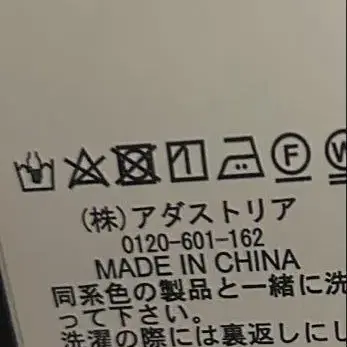 F W
(株)アダストリア
0120-601-162
MADE IN CHINA
同系色の製品と一緒に洗
って下さい。
洗濯の際には裏返しにし